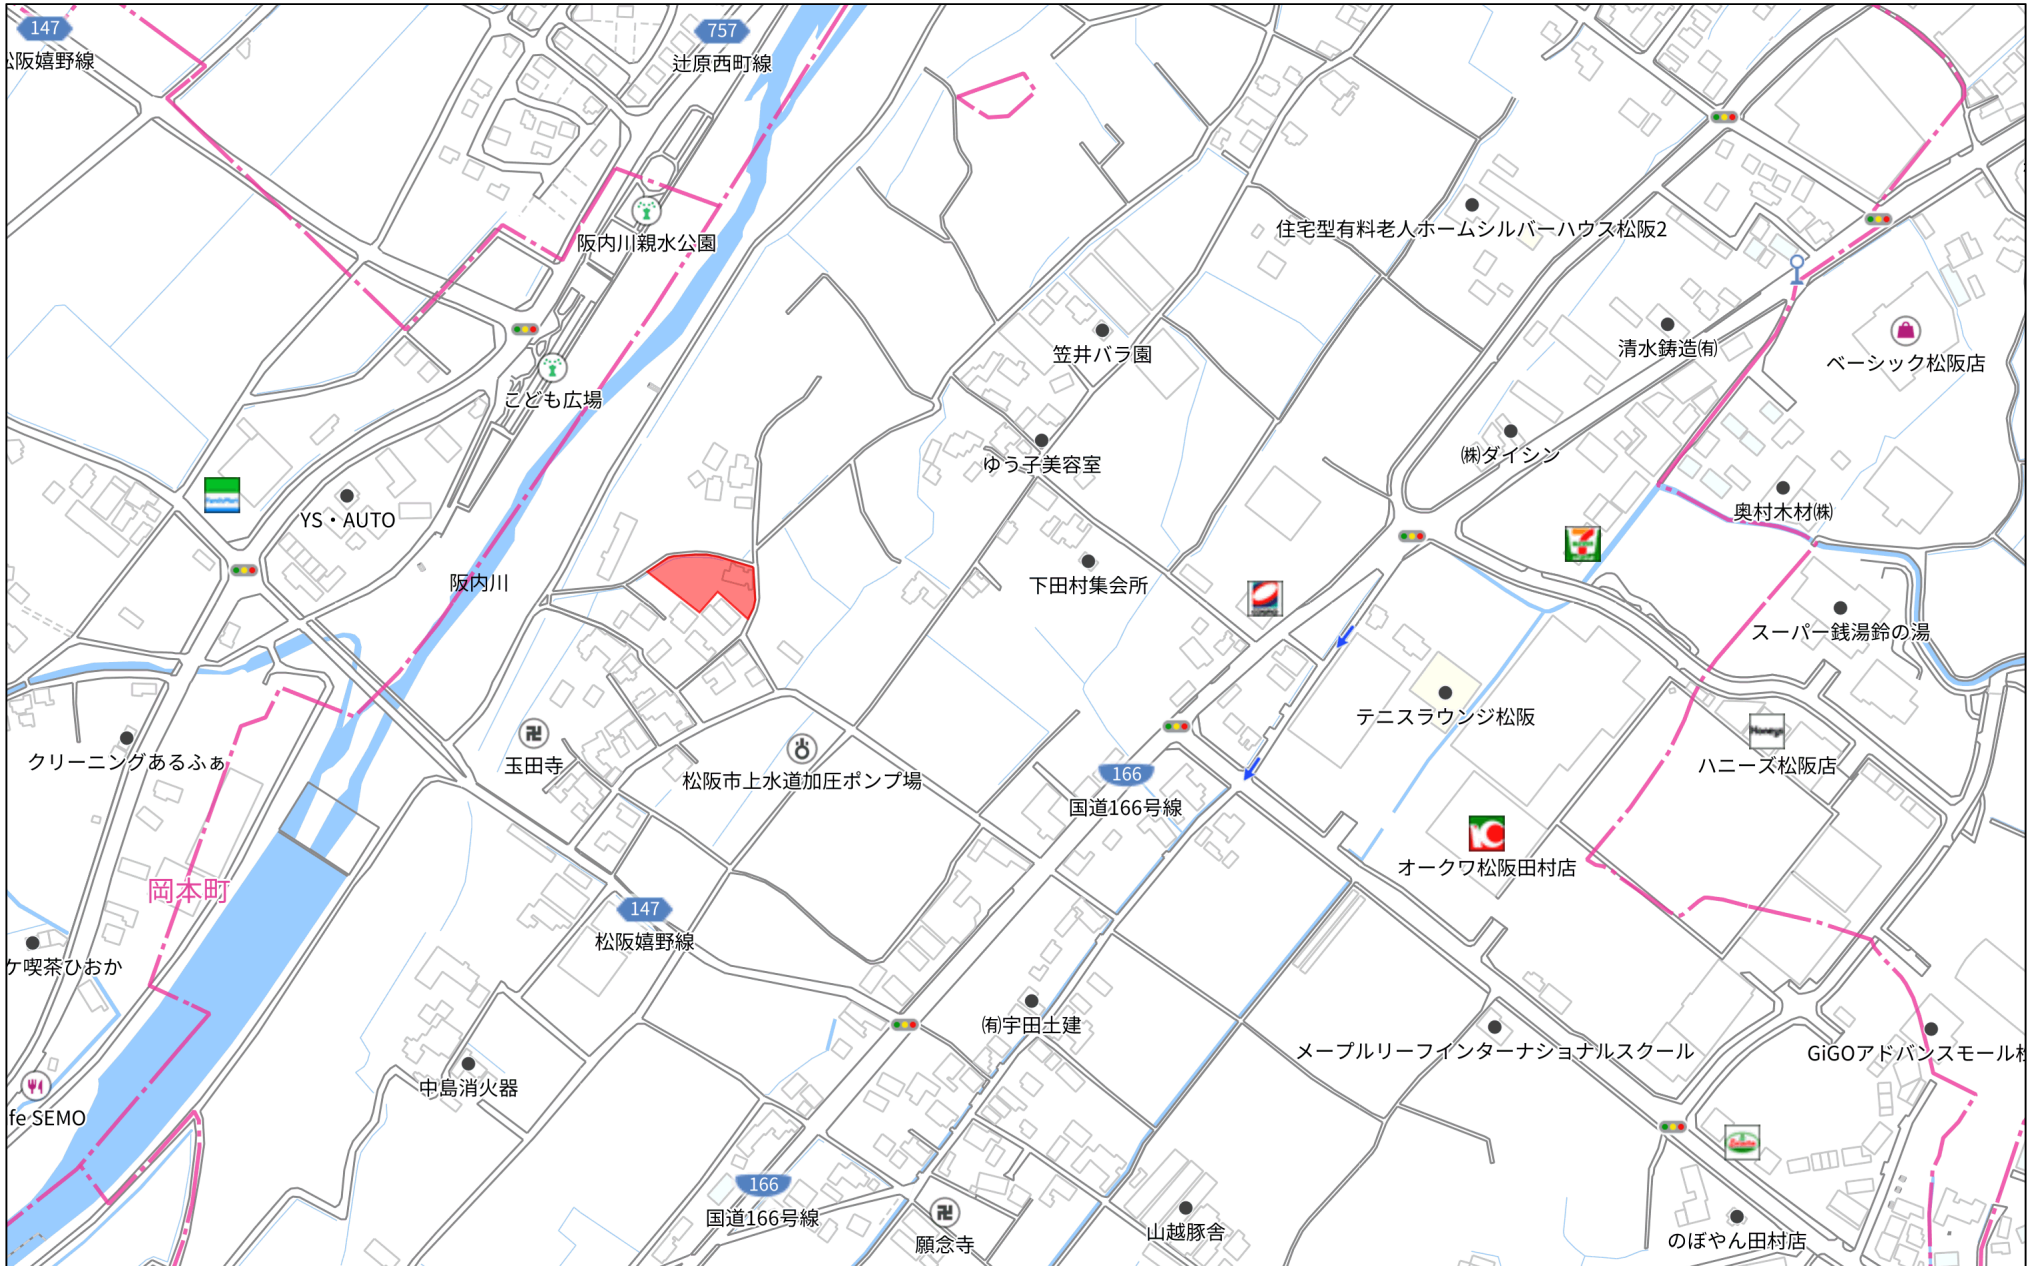 147
757
松阪嬉野線
辻原西町線
阪内川親水公園
住宅型有料老人ホームシルバーハウス松阪2
清水鋳造㈲
笠井バラ園
ベーシック松阪店
こども広場
㈱ダイシン
ゆう子美容室
FamilyMart
YS・AUTO
奥村木材㈱
阪内川
下田村集会所
スーパー銭湯鈴の湯
テニスラウンジ松阪
Honeys
クリーニングあるふぁ
玉田寺
ハニーズ松阪店
松阪市上水道加圧ポンプ場
166
国道166号線
オークワ松阪田村店
岡本町
147
松阪嬉野線
ケ喫茶ひおか
㈲宇田土建
メープルリーフインターナショナルスクール
GiGOアドバンスモール松
中島消火器
fe SEMO
166
国道166号線
山越豚舎
願念寺
のぼやん田村店